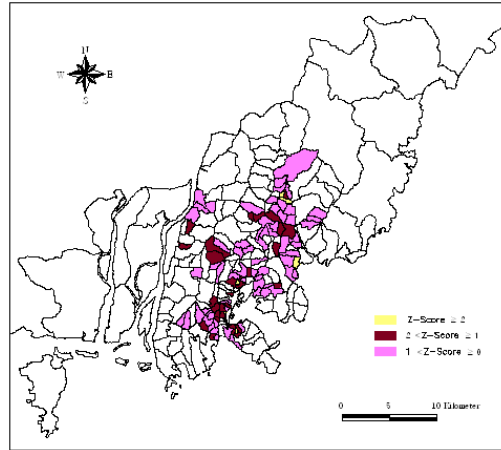 N
W E
S
Z-Score ≥ 2
2 <Z-Score ≥ 1
1 <Z-Score ≥ 0
0 5 10 Kilometer